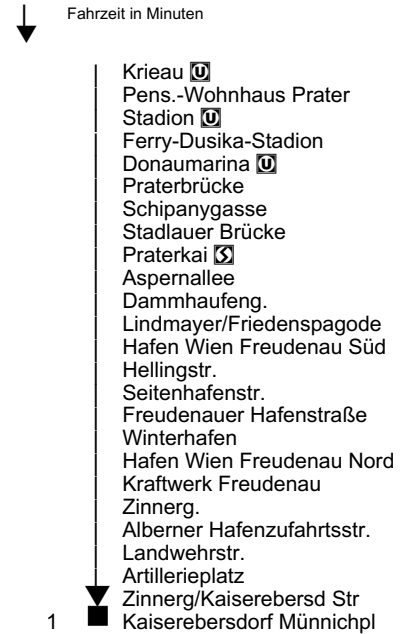 Fahrzeit in Minuten
Krieau U
Pens.-Wohnhaus Prater
Stadion U
Ferry-Dusika-Stadion
Donaumarina U
Praterbrücke
Schipanygasse
Stadlauer Brücke
Praterkai S
Aspernallee
Dammhaufeng.
Lindmayer/Friedenspagode
Hafen Wien Freudenau Süd
Hellingstr.
Seitenhafenstr.
Freudenauer Hafenstraße
Winterhafen
Hafen Wien Freudenau Nord
Kraftwerk Freudenau
Zinnerg.
Alberner Hafenzufahrtsstr.
Landwehrstr.
Artillerieplatz
Zinnerg/Kaiserebersd Str
1 Kaiserebersdorf Münnichpl